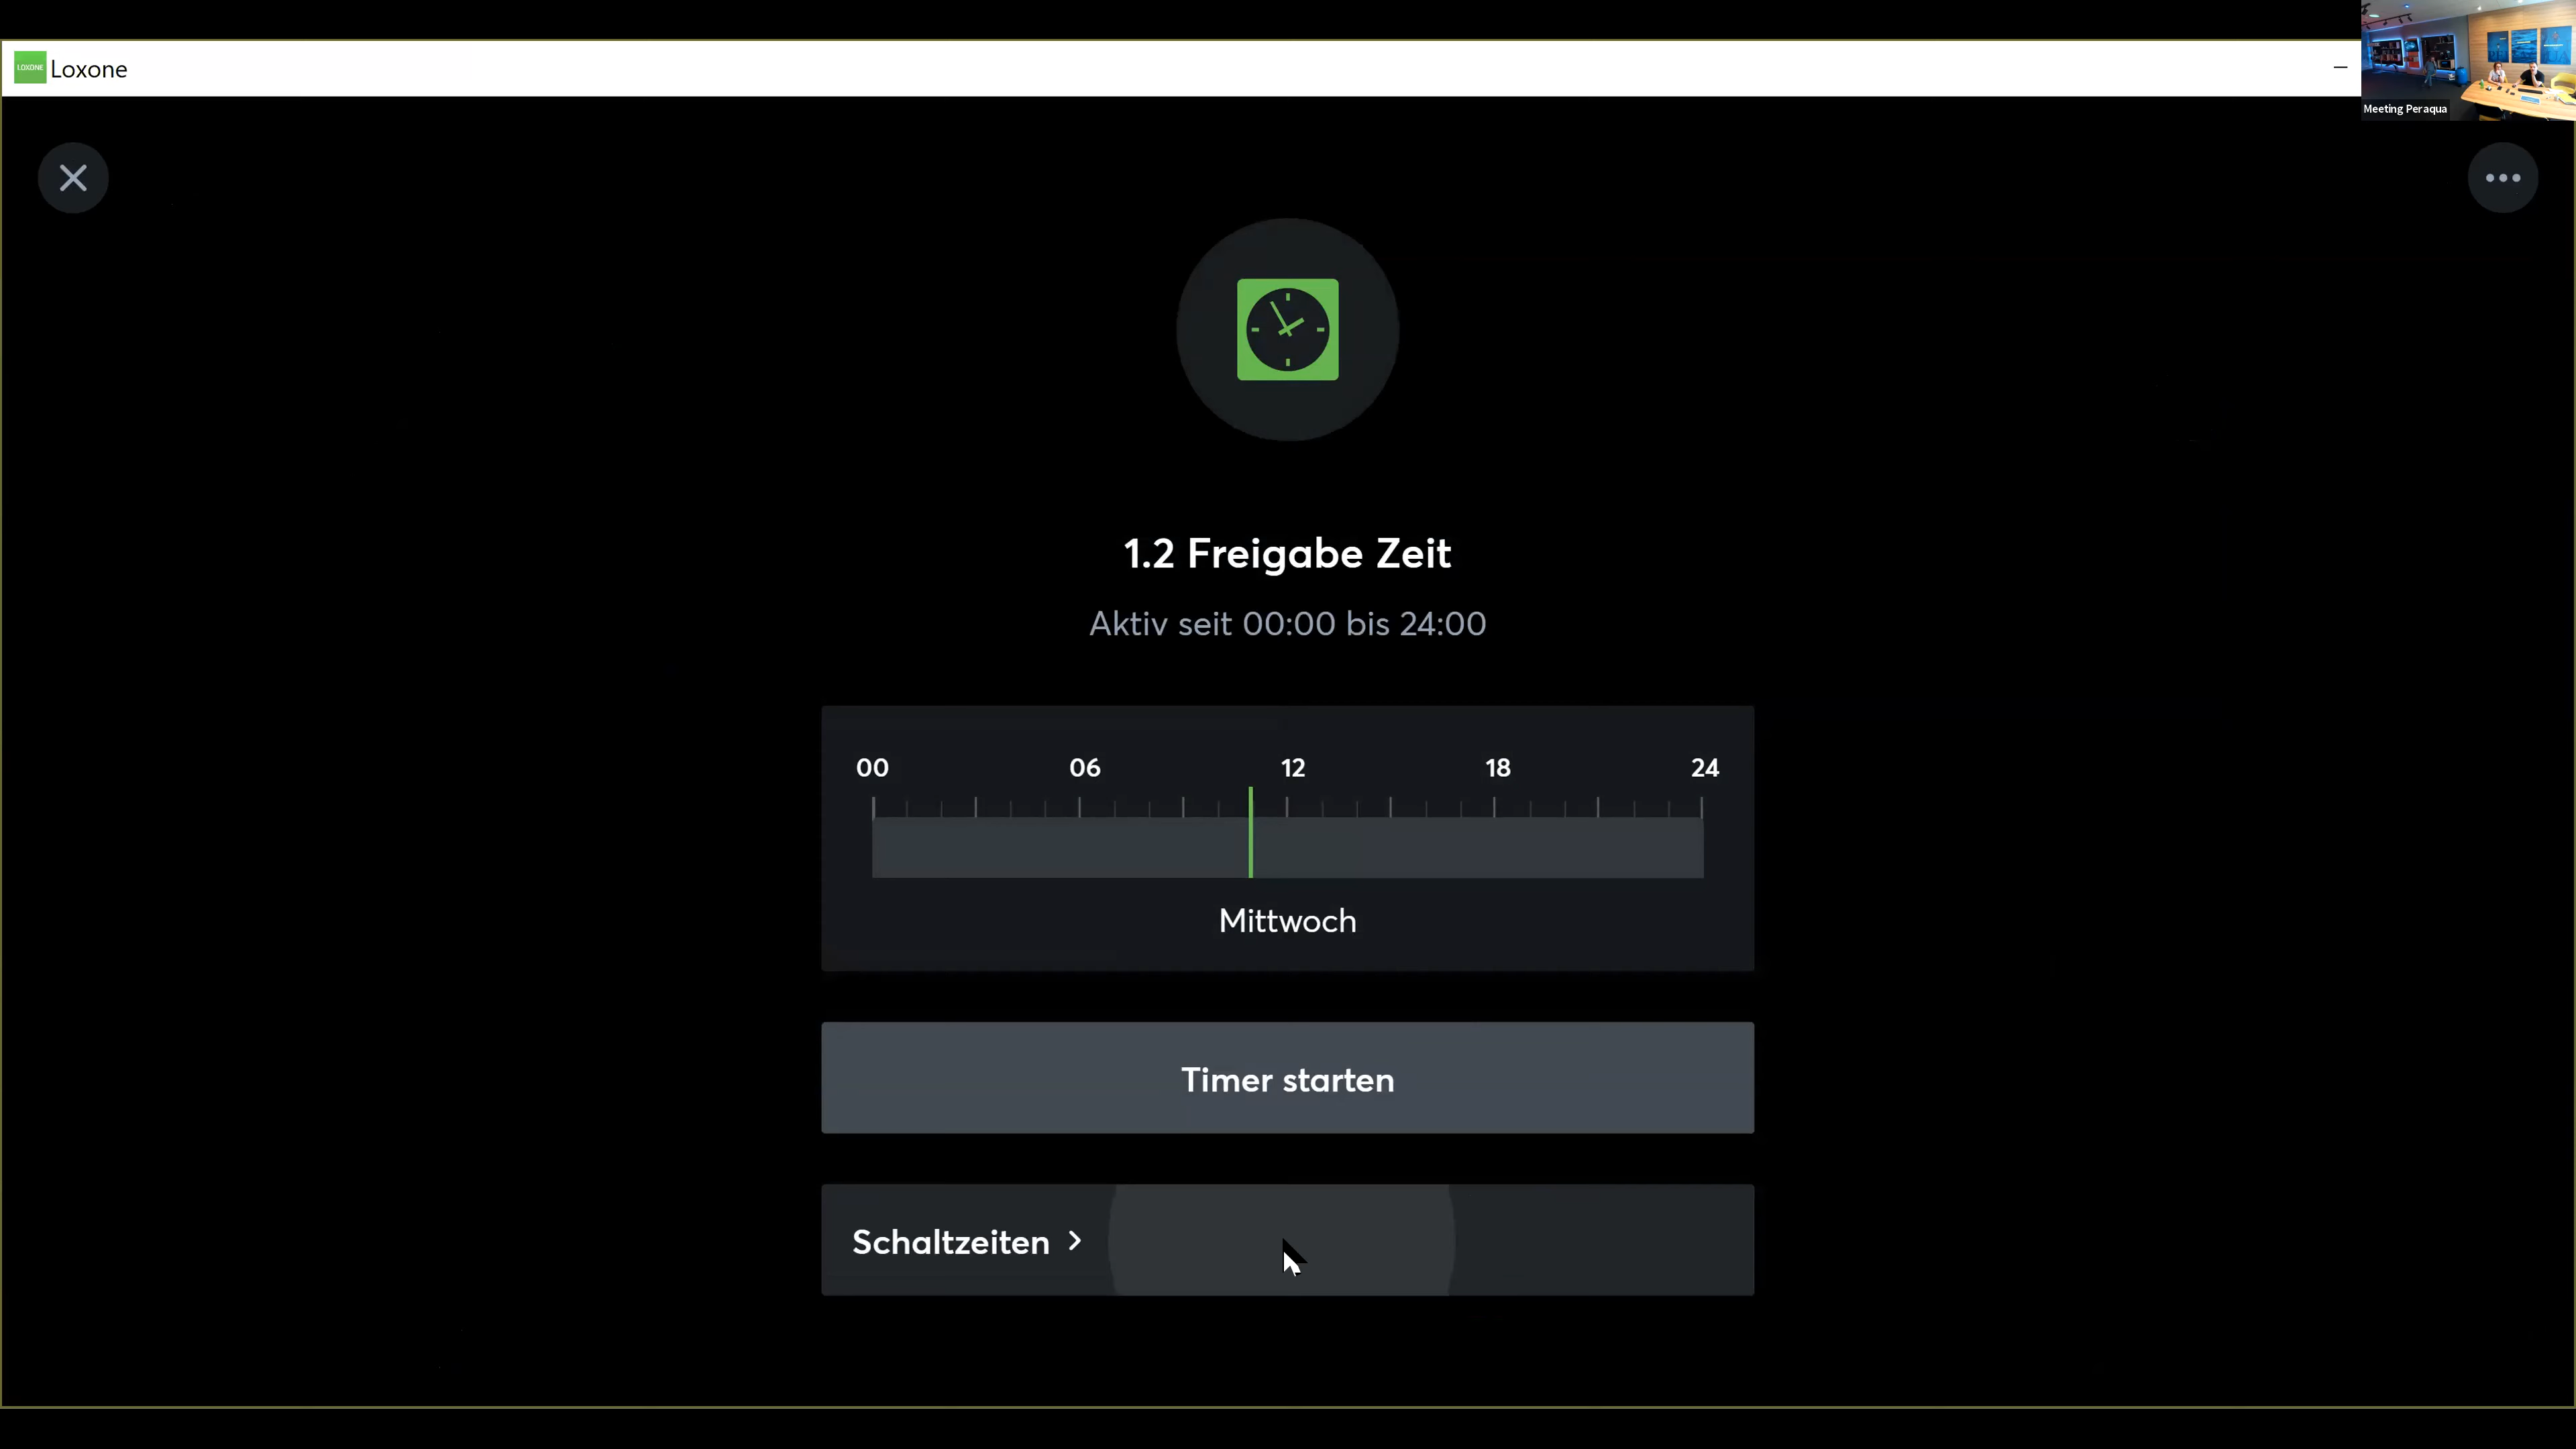 LOXONE Loxone
Meeting Peraqua
1.2 Freigabe Zeit
Aktiv seit 00:00 bis 24:00
00 06 12 18 24
Mittwoch
Timer starten
Schaltzeiten